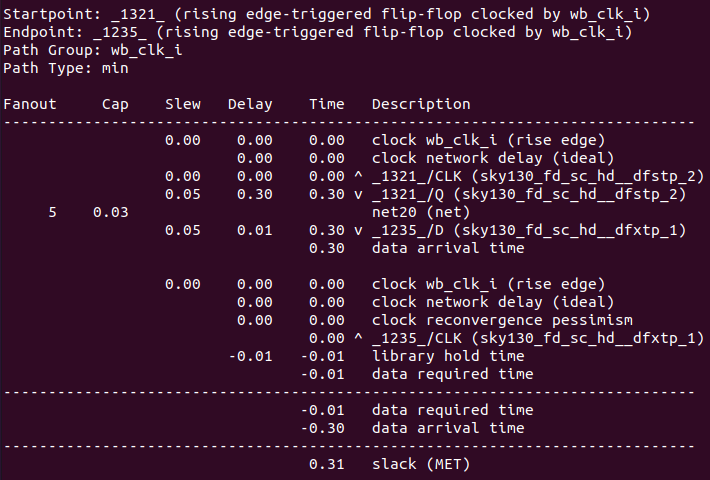 Startpoint: _1321_ (rising edge-triggered flip-flop clocked by wb_clk_i)
Endpoint: _1235_ (rising edge-triggered flip-flop clocked by wb_clk_i)
Path Group: wb_clk_i
Path Type: min
Fanout     Cap    Slew   Delay    Time   Description
-----------------------------------------------------------------------------
                  0.00    0.00    0.00   clock wb_clk_i (rise edge)
                          0.00    0.00   clock network delay (ideal)
                  0.00    0.00    0.00 ^ _1321_/CLK (sky130_fd_sc_hd__dfstp_2)
                  0.05    0.30    0.30 v _1321_/Q (sky130_fd_sc_hd__dfstp_2)
     5    0.03                           net20 (net)
                  0.05    0.01    0.30 v _1235_/D (sky130_fd_sc_hd__dfxtp_1)
                                  0.30   data arrival time
                  0.00    0.00    0.00   clock wb_clk_i (rise edge)
                          0.00    0.00   clock network delay (ideal)
                          0.00    0.00   clock reconvergence pessimism
                                  0.00 ^ _1235_/CLK (sky130_fd_sc_hd__dfxtp_1)
                         -0.01   -0.01   library hold time
                                 -0.01   data required time
-----------------------------------------------------------------------------
                                 -0.01   data required time
                                 -0.30   data arrival time
-----------------------------------------------------------------------------
                                  0.31   slack (MET)